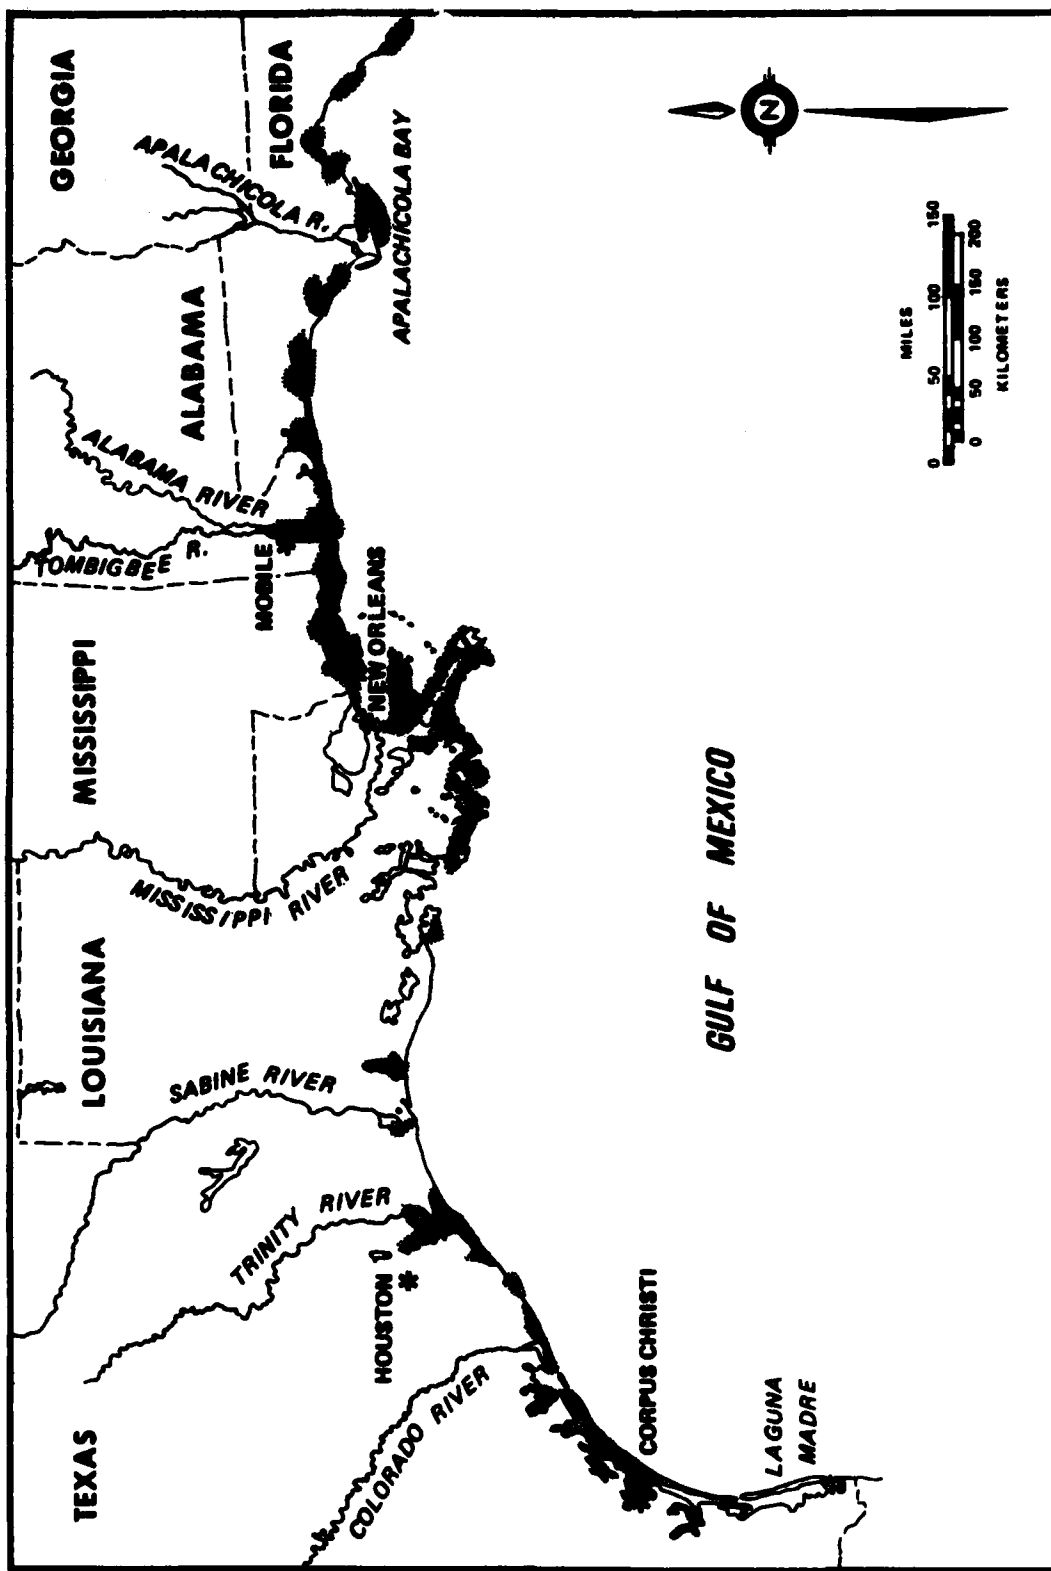 GEORGIA
APALACHICOLA R.
FLORIDA
APALACHICOLA BAY
ALABAMA
ALABAMA RIVER
TOMBIGBEE R.
MOBILE
MISSISSIPPI
NEW ORLEANS
MISSISSIPPI RIVER
LOUISIANA
SABINE RIVER
TRINITY RIVER
HOUSTON
TEXAS
COLORADO RIVER
CORPUS CHRISTI
LAGUNA
MADRE
GULF OF MEXICO
N
MILES
0 50 100 150
0 50 100 150 200
KILOMETERS